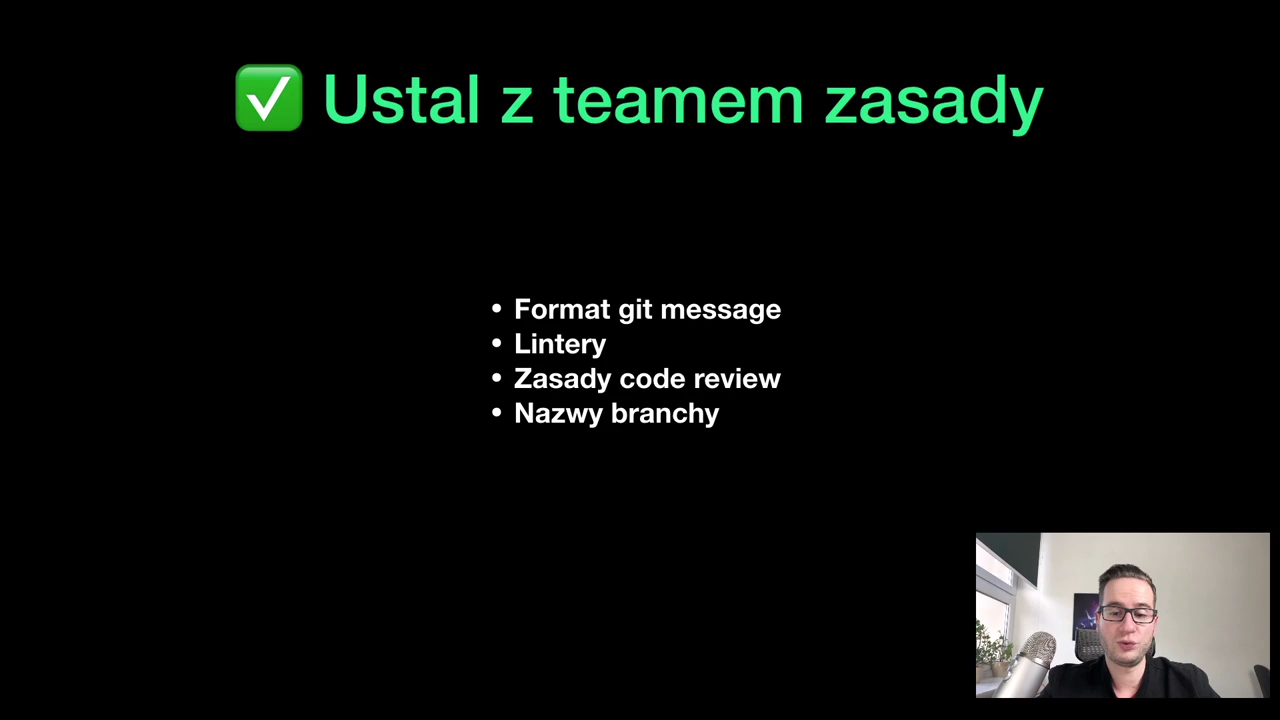 ✅ Ustal z teamem zasady
• Format git message
• Lintery
• Zasady code review
• Nazwy branchy